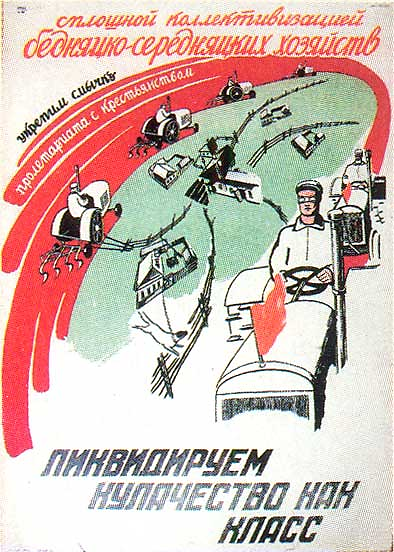 сплошной коллективизацией
бедняцко-середняцких хозяйств
укрепим смычку
пролетариата с крестьянством
ЛИКВИДИРУЕМ
КУЛАЧЕСТВО КАК
КЛАСС